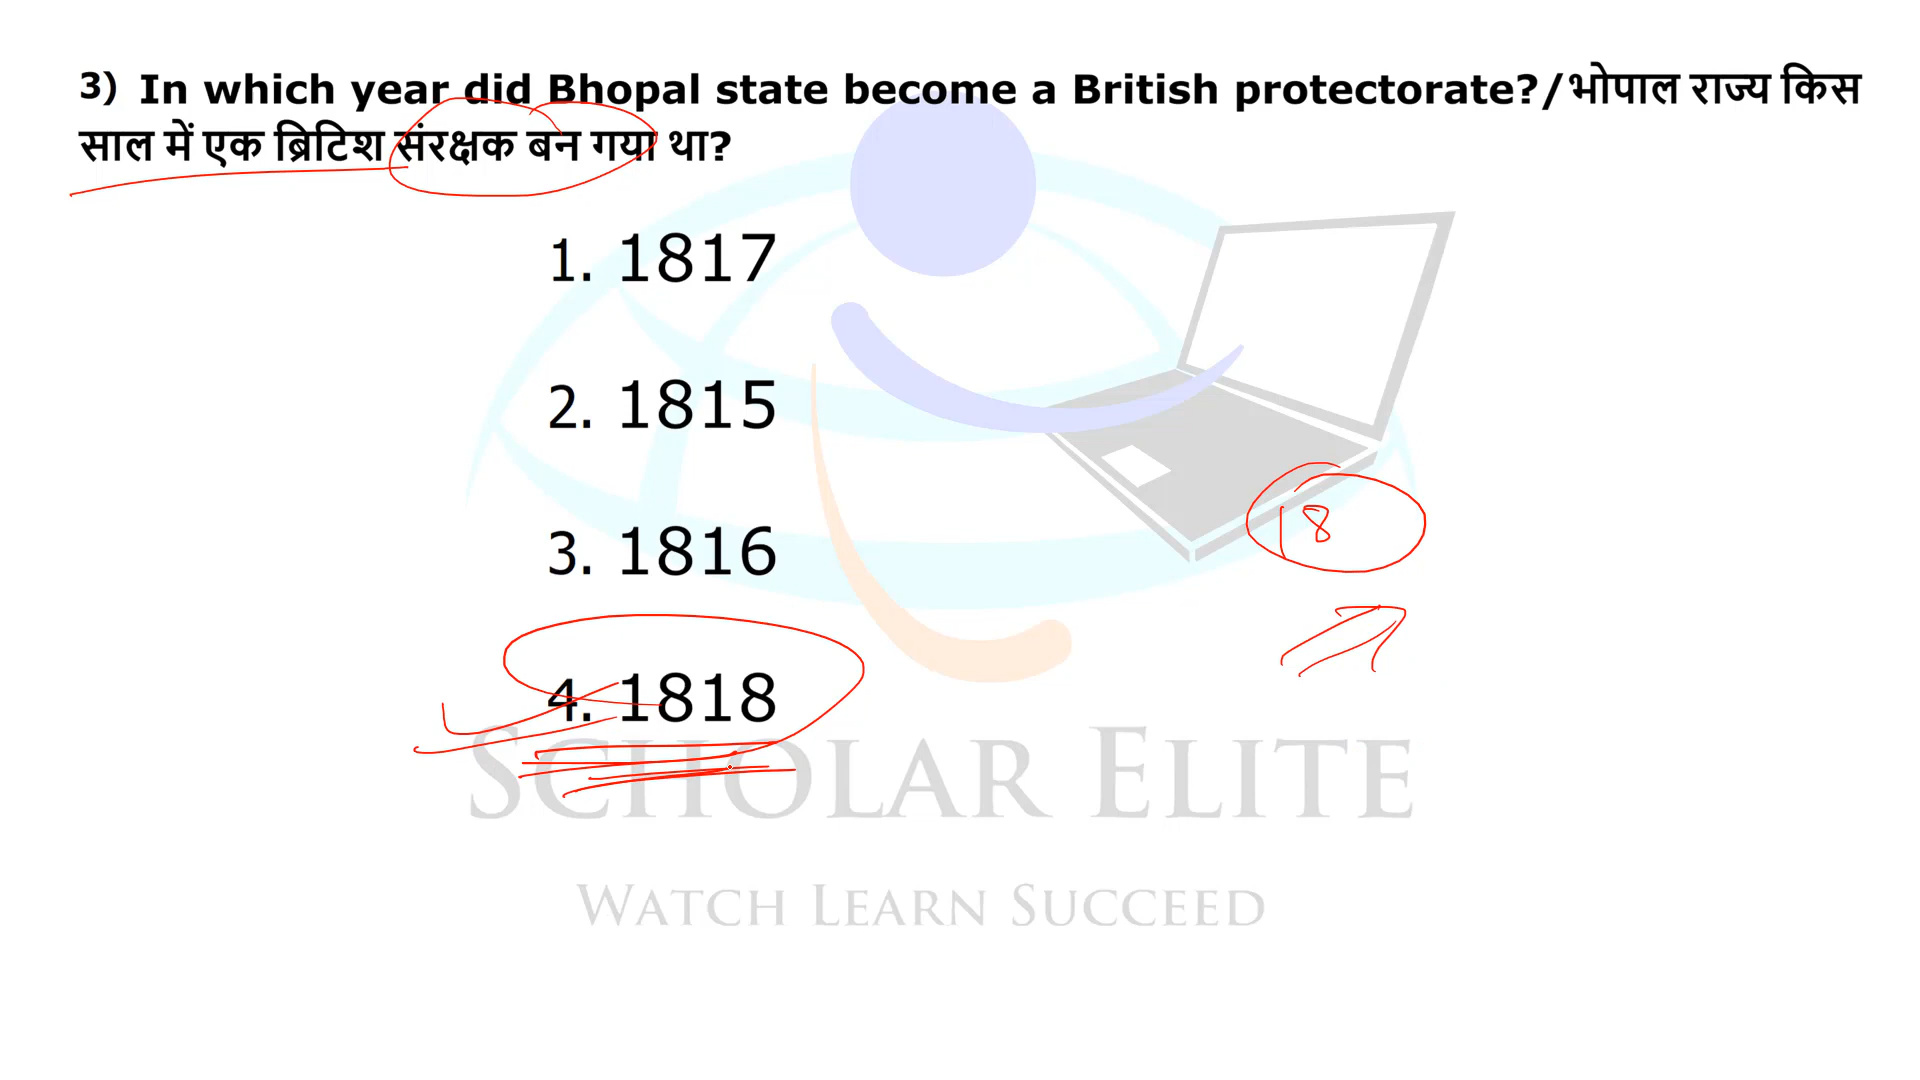 3) In which year did Bhopal state become a British protectorate?/भोपाल राज्य किस
साल में एक ब्रिटिश संरक्षक बन गया था?
1. 1817
2. 1815
3. 1816
18
4. 1818
SCHOLAR ELITE
WATCH LEARN SUCCEED